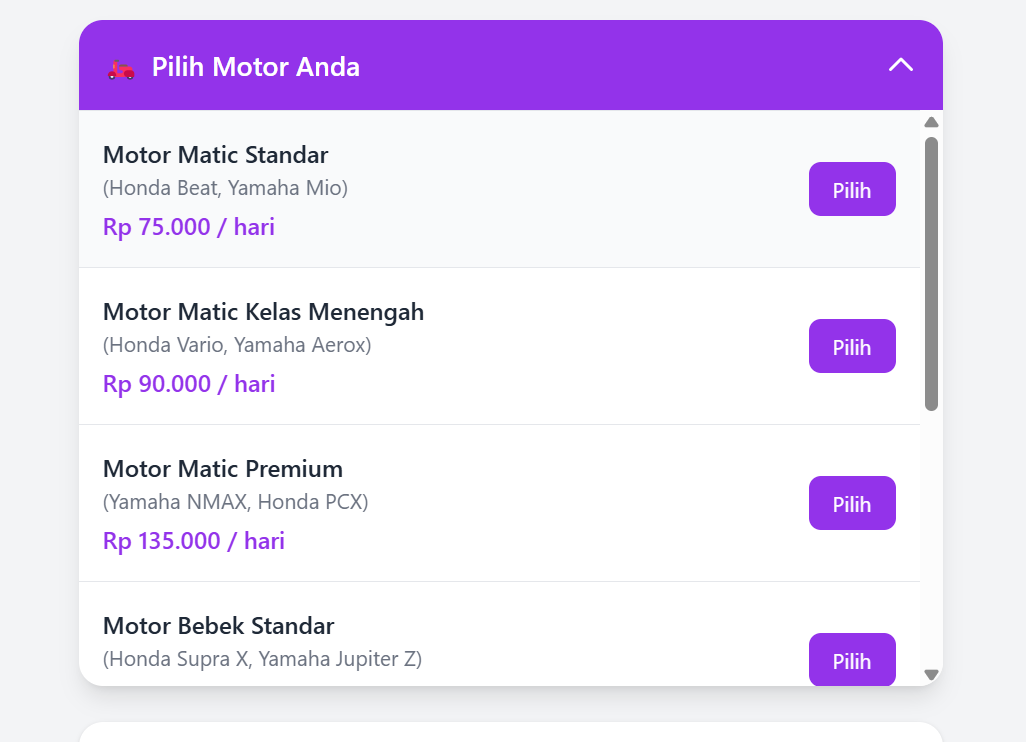 Pilih Motor Anda
Motor Matic Standar
(Honda Beat, Yamaha Mio)
Rp 75.000 / hari
Pilih
Motor Matic Kelas Menengah
(Honda Vario, Yamaha Aerox)
Rp 90.000 / hari
Pilih
Motor Matic Premium
(Yamaha NMAX, Honda PCX)
Rp 135.000 / hari
Pilih
Motor Bebek Standar
(Honda Supra X, Yamaha Jupiter Z)
Pilih